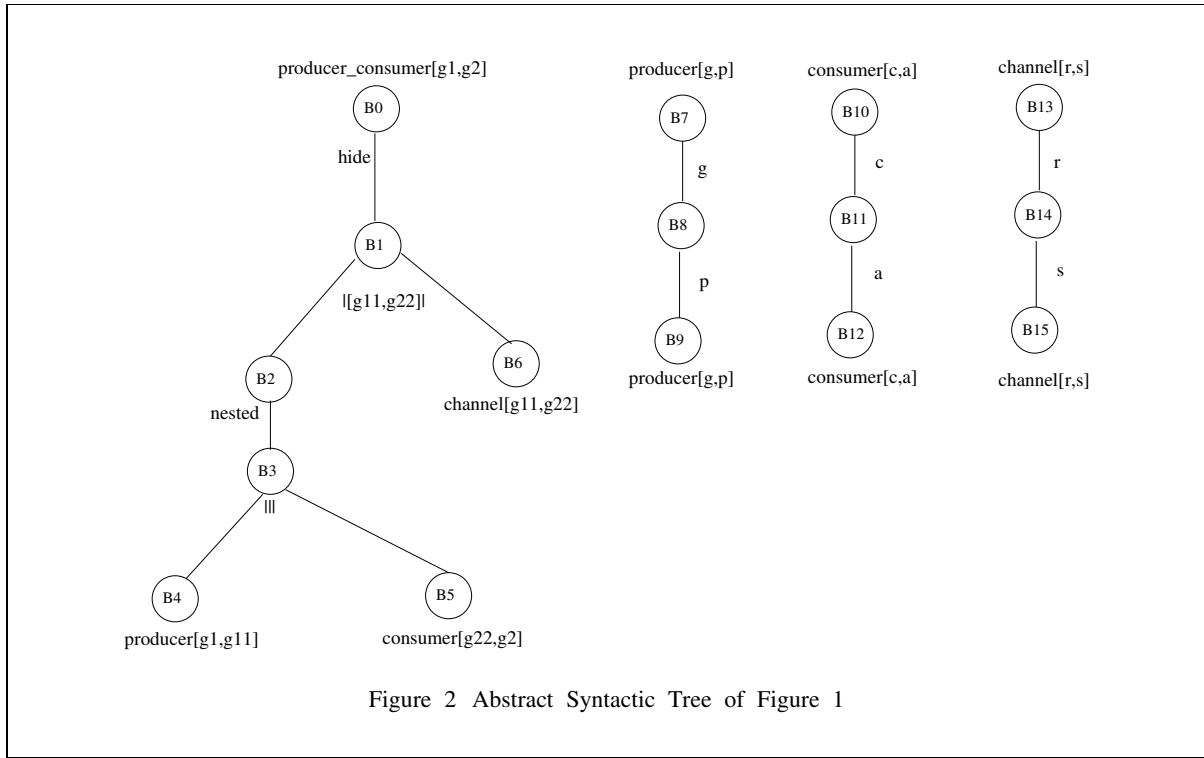 producer_consumer[g1,g2]
B0
hide
B1
|[g11,g22]|
B2
nested
B6
channel[g11,g22]
B3
|||
B4
producer[g1,g11]
B5
consumer[g22,g2]
producer[g,p]
B7
g
B8
p
B9
producer[g,p]
consumer[c,a]
B10
c
B11
a
B12
consumer[c,a]
channel[r,s]
B13
r
B14
s
B15
channel[r,s]
Figure 2 Abstract Syntactic Tree of Figure 1